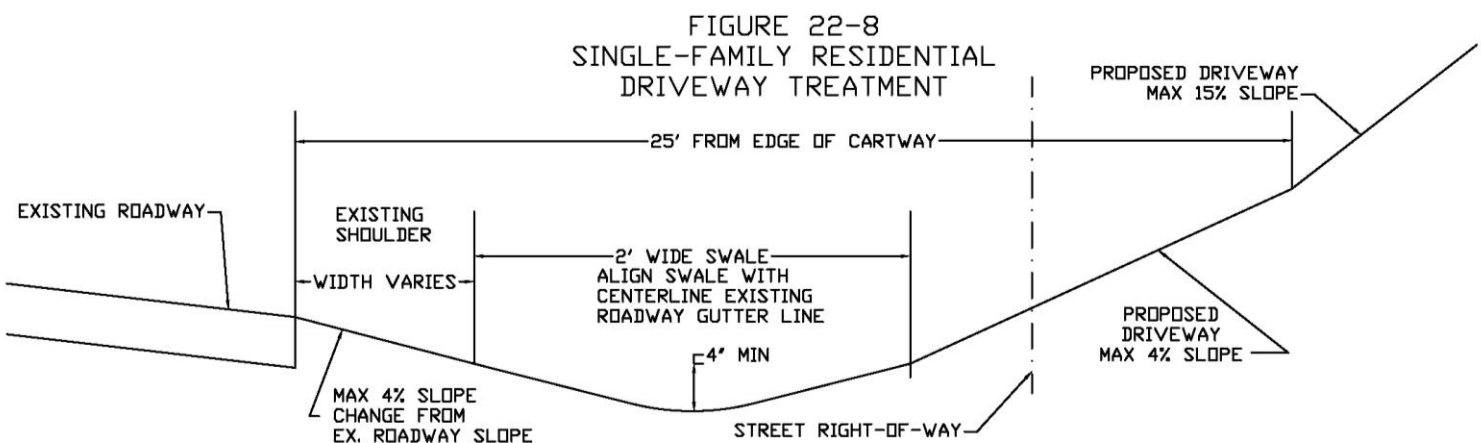 FIGURE 22-8
SINGLE-FAMILY RESIDENTIAL
DRIVEWAY TREATMENT
PROPOSED DRIVEWAY
MAX 15% SLOPE
25' FROM EDGE OF CARTWAY
EXISTING ROADWAY
EXISTING
SHOULDER
WIDTH VARIES
2' WIDE SWALE
ALIGN SWALE WITH
CENTERLINE EXISTING
ROADWAY GUTTER LINE
4" MIN
PROPOSED
DRIVEWAY
MAX 4% SLOPE
MAX 4% SLOPE
CHANGE FROM
EX. ROADWAY SLOPE
STREET RIGHT-OF-WAY